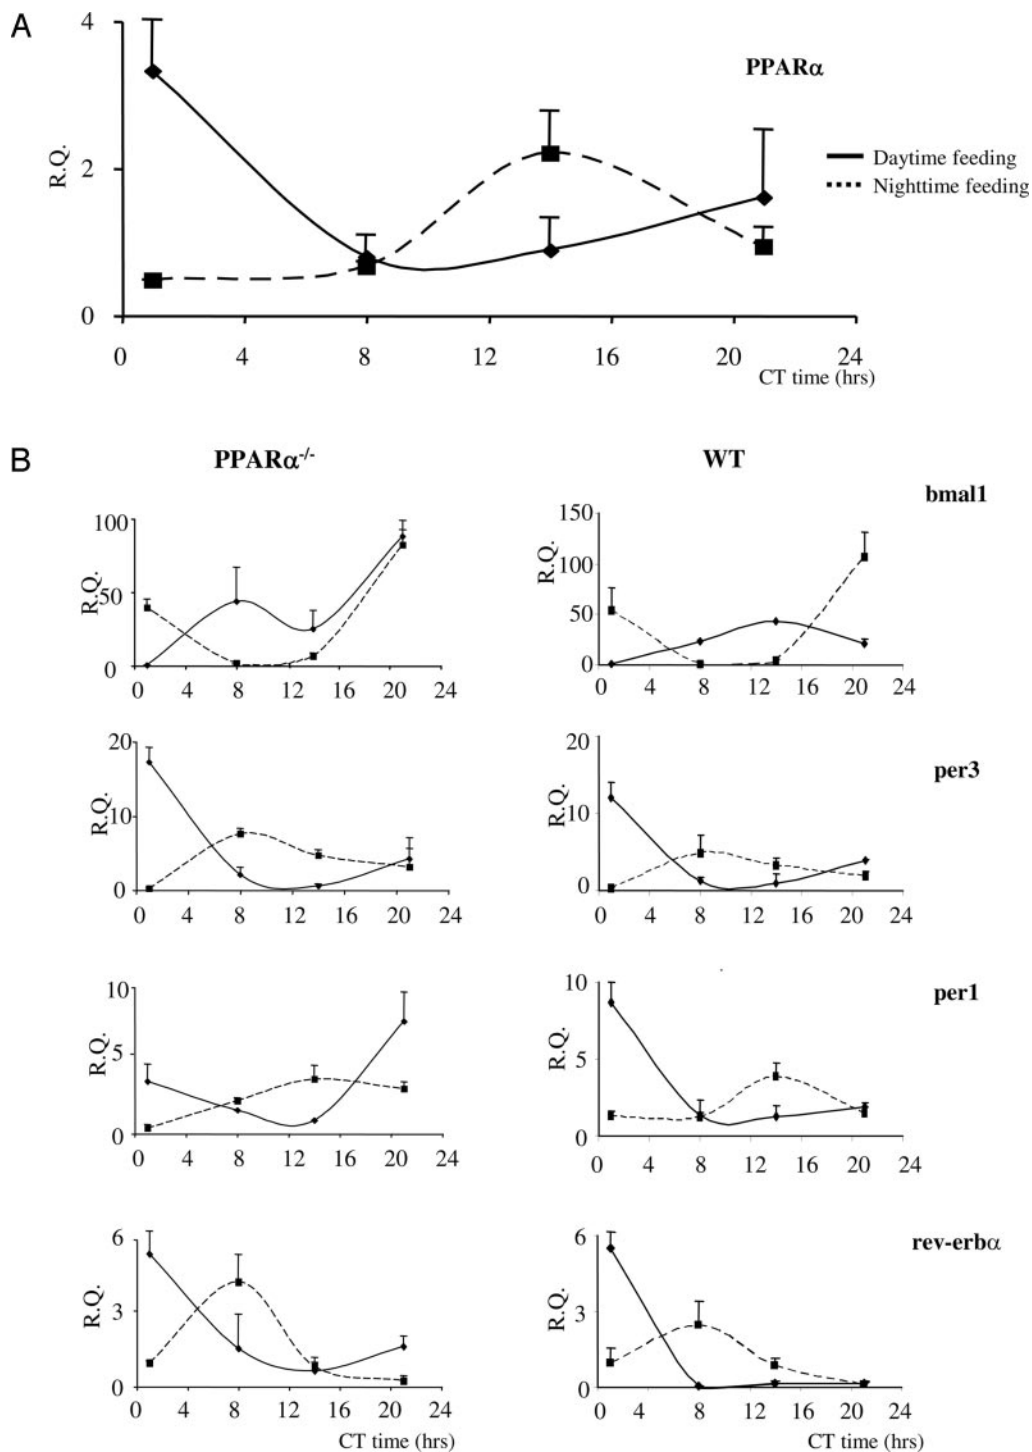 A
4
PPARα
R.Q.
2
Daytime feeding
Nighttime feeding
0
0 4 8 12 16 20 24
CT time (hrs)
B
PPARα-/- WT
bmal1
100
R.Q.
50
0
0 4 8 12 16 20 24
150
R.Q.
100
50
0
0 4 8 12 16 20 24
per3
20
R.Q.
10
0
0 4 8 12 16 20 24
20
R.Q.
10
0
0 4 8 12 16 20 24
per1
10
R.Q.
5
0
0 4 8 12 16 20 24
10
R.Q.
5
0
0 4 8 12 16 20 24
rev-erbα
6
R.Q.
3
0
0 4 8 12 16 20 24
CT time (hrs)
6
R.Q.
3
0
0 4 8 12 16 20 24
CT time (hrs)